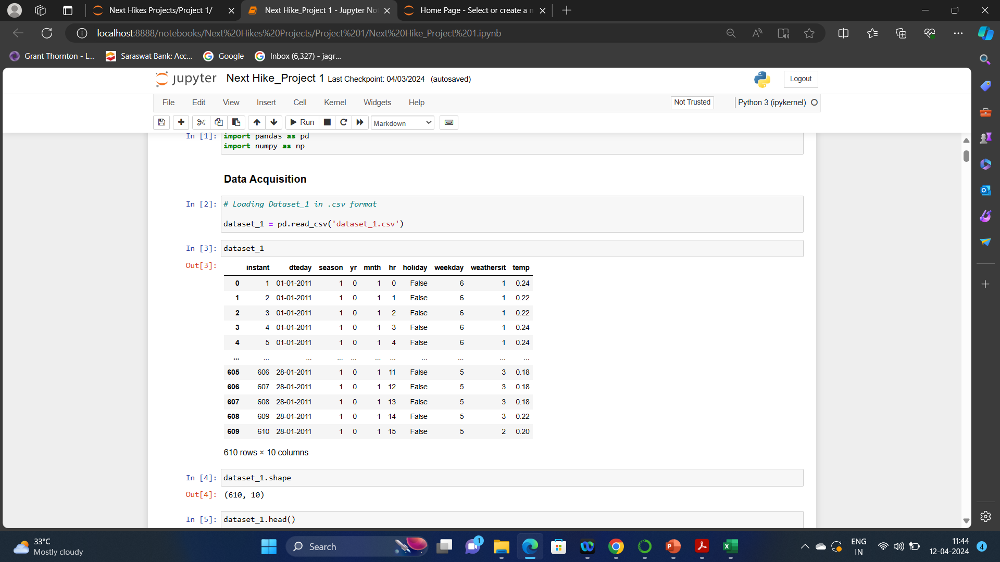 Next Hikes Projects/Project 1/
Next Hike_Project 1 - Jupyter No
Home Page - Select or create a n
localhost:8888/notebooks/Next%20Hikes%20Projects/Project%201/Next%20Hike_Project%201.ipynb
Grant Thornton - L...
Saraswat Bank: Acc...
Google
Inbox (6,327) - jagr...
jupyter Next Hike_Project 1 Last Checkpoint: 04/03/2024 (autosaved)
Logout
File Edit View Insert Cell Kernel Widgets Help
Not Trusted
Python 3 (ipykernel)
Run
Markdown
In [1]: import pandas as pd
import numpy as np
Data Acquisition
In [2]: # Loading Dataset_1 in .csv format
dataset_1 = pd.read_csv('dataset_1.csv')
In [3]: dataset_1
Out[3]:
instant dteday season yr mnth hr holiday weekday weathersit temp
0 1 01-01-2011 1 0 1 0 False 6 1 0.24
1 2 01-01-2011 1 0 1 1 False 6 1 0.22
2 3 01-01-2011 1 0 1 2 False 6 1 0.22
3 4 01-01-2011 1 0 1 3 False 6 1 0.24
4 5 01-01-2011 1 0 1 4 False 6 1 0.24
... ... ... ... ... ... ... ... ... ... ...
605 606 28-01-2011 1 0 1 11 False 5 3 0.18
606 607 28-01-2011 1 0 1 12 False 5 3 0.18
607 608 28-01-2011 1 0 1 13 False 5 3 0.18
608 609 28-01-2011 1 0 1 14 False 5 3 0.22
609 610 28-01-2011 1 0 1 15 False 5 2 0.20
610 rows × 10 columns
In [4]: dataset_1.shape
Out[4]: (610, 10)
In [5]: dataset_1.head()
33°C
Mostly cloudy
Search
1
ENG
IN
11:44
12-04-2024
4